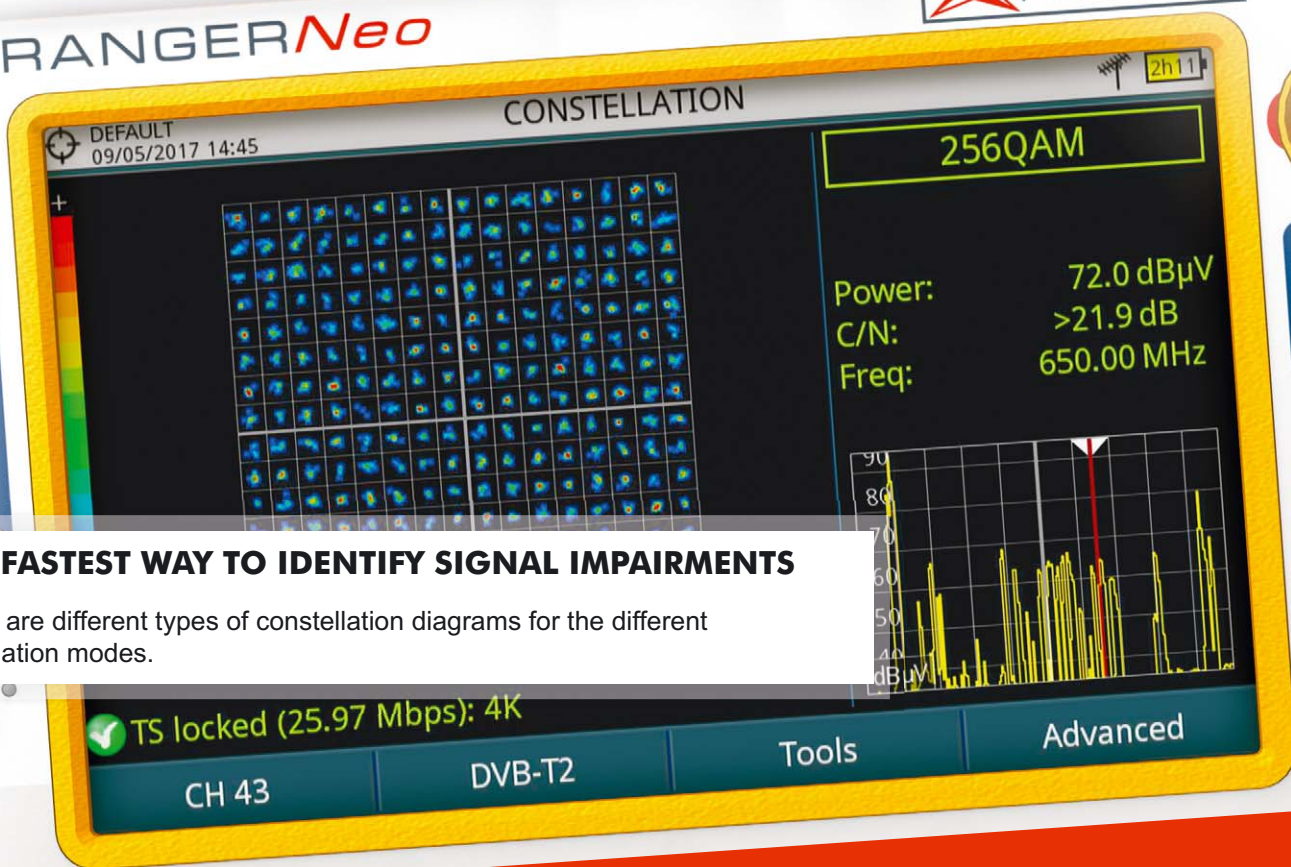 RANGERNeo
2h11
DEFAULT
09/05/2017 14:45
CONSTELLATION
+
256QAM
Power: 72.0 dBµV
C/N: >21.9 dB
Freq: 650.00 MHz
90
80
70
60
50
40
dBµV
FASTEST WAY TO IDENTIFY SIGNAL IMPAIRMENTS
are different types of constellation diagrams for the different
ation modes.
TS locked (25.97 Mbps): 4K
CH 43
DVB-T2
Tools
Advanced